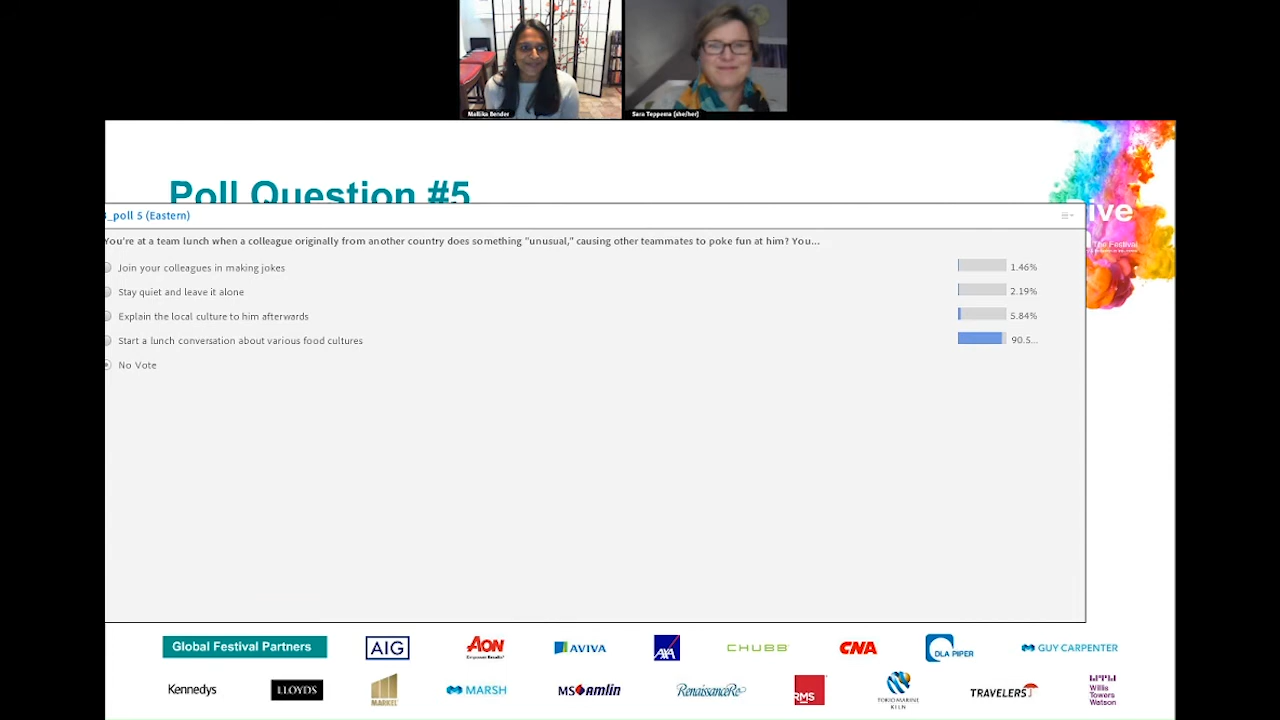 Mallika Bender
Sara Teppema (she/her)
Poll Question #5
_poll 5 (Eastern)
ive
The Festival
You're at a team lunch when a colleague originally from another country does something "unusual," causing other teammates to poke fun at him? You...
Join your colleagues in making jokes 1.46%
Stay quiet and leave it alone 2.19%
Explain the local culture to him afterwards 5.84%
Start a lunch conversation about various food cultures 90.5...
No Vote
Global Festival Partners
AIG
AON
Empower Results®
AVIVA
AXA
CHUBB
CNA
DLA PIPER
GUY CARPENTER
Kennedys
LLOYDS
MARKEL
MARSH
MS Amlin
RenaissanceRe
RMS
TOKIO MARINE
KILN
TRAVELERS
Willis
Towers
Watson